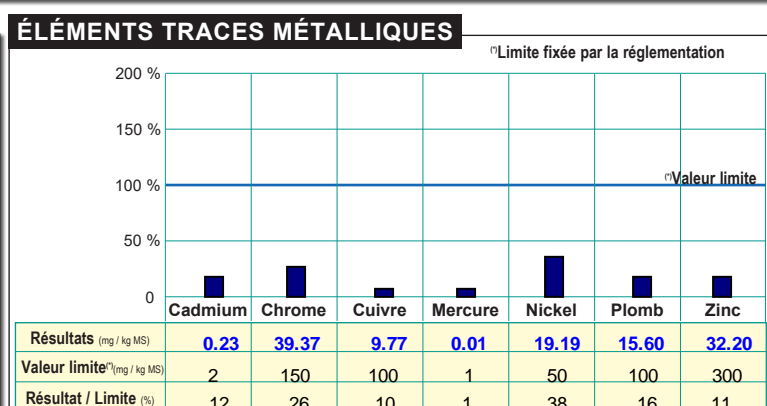 ÉLÉMENTS TRACES MÉTALLIQUES
(*)Limite fixée par la réglementation
200 %
150 %
(*)Valeur limite
100 %
50 %
0
Cadmium Chrome Cuivre Mercure Nickel Plomb Zinc
Résultats (mg / kg MS) 0.23 39.37 9.77 0.01 19.19 15.60 32.20
Valeur limite(*)(mg / kg MS) 2 150 100 1 50 100 300
Résultat / Limite (%) 12 26 10 1 38 16 11